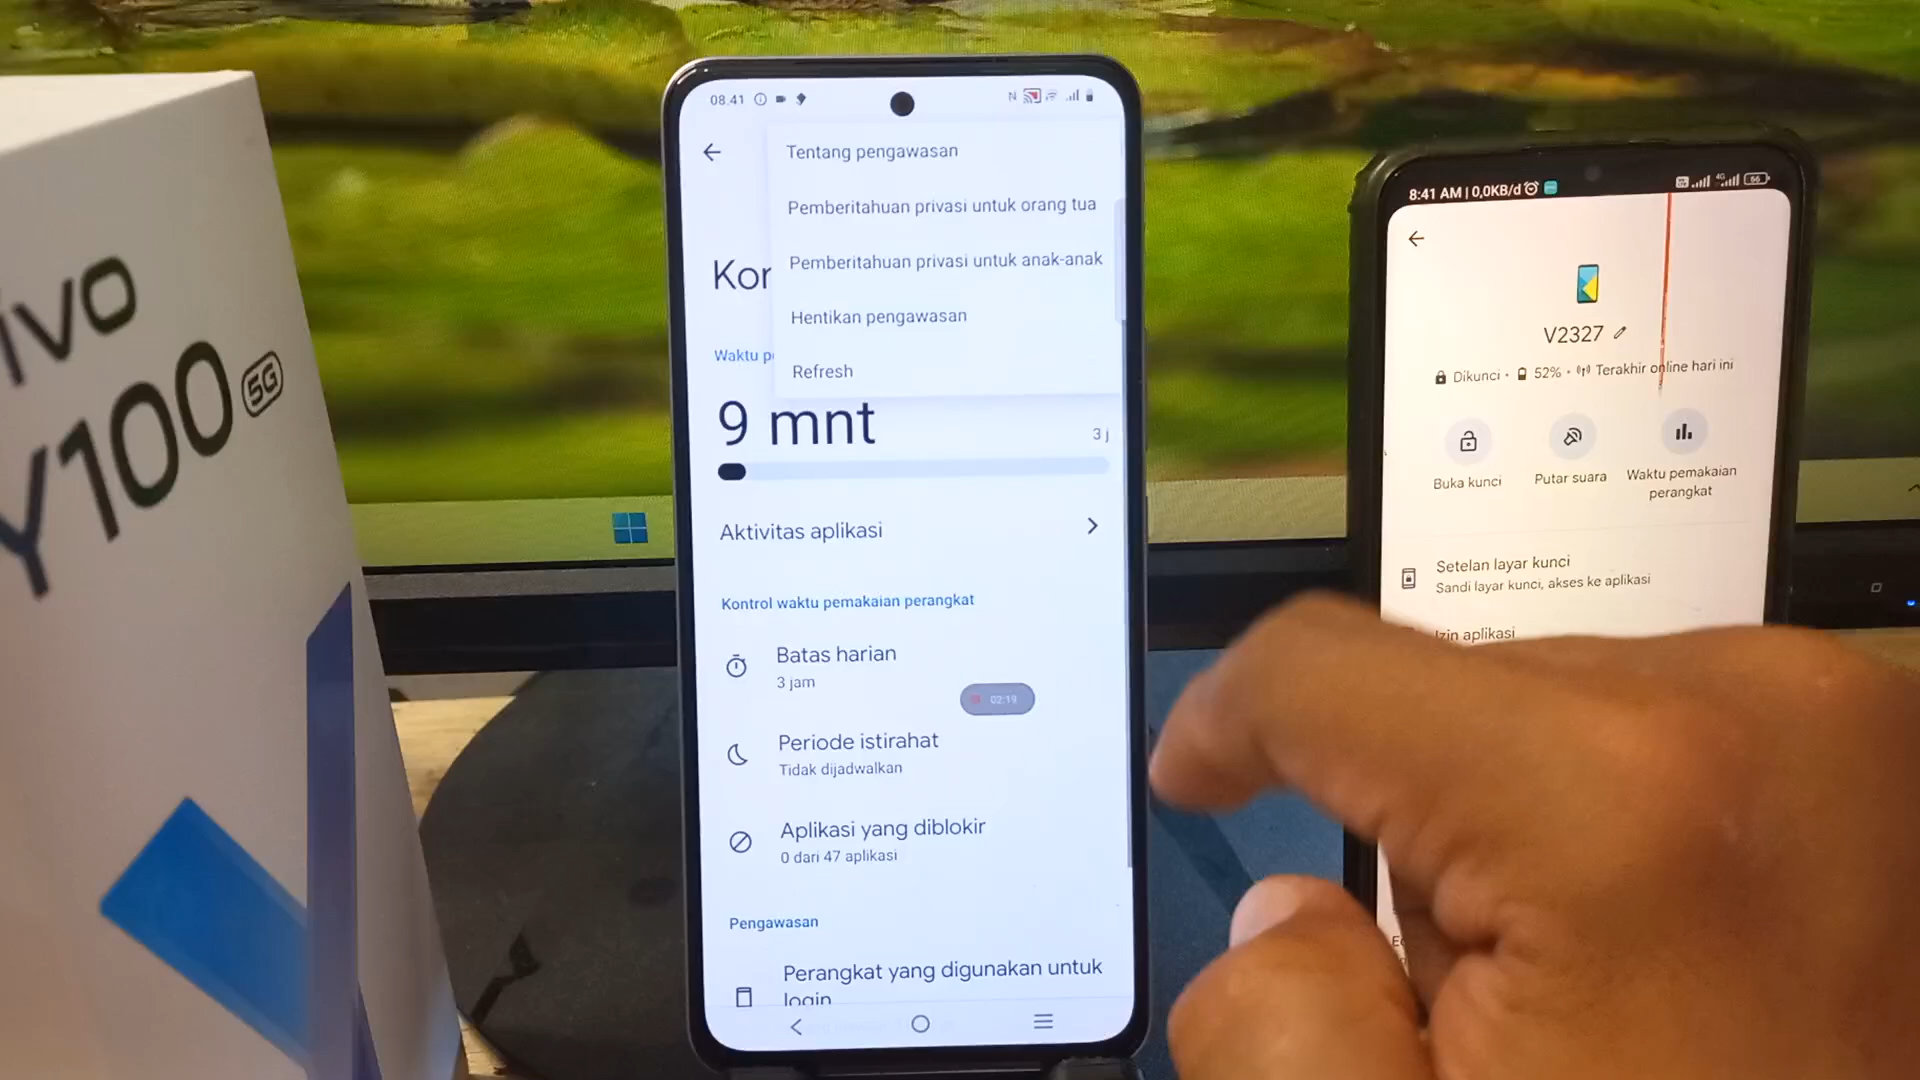 vivo
Y100
5G
08.41
Tentang pengawasan
Pemberitahuan privasi untuk orang tua
Pemberitahuan privasi untuk anak-anak
Hentikan pengawasan
Refresh
Kor
Waktu p
9 mnt
3 j
Aktivitas aplikasi
Kontrol waktu pemakaian perangkat
Batas harian
3 jam
02:19
Periode istirahat
Tidak dijadwalkan
Aplikasi yang diblokir
0 dari 47 aplikasi
Pengawasan
Perangkat yang digunakan untuk
login
8:41 AM | 0,0KB/d
4G
66
V2327
Dikunci • 52% • Terakhir online hari ini
Buka kunci
Putar suara
Waktu pemakaian
perangkat
Setelan layar kunci
Sandi layar kunci, akses ke aplikasi
Izin aplikasi